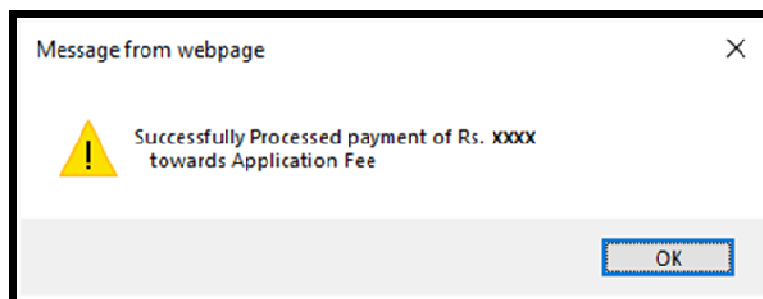 Message from webpage
Successfully Processed payment of Rs. xxxx
towards Application Fee
OK